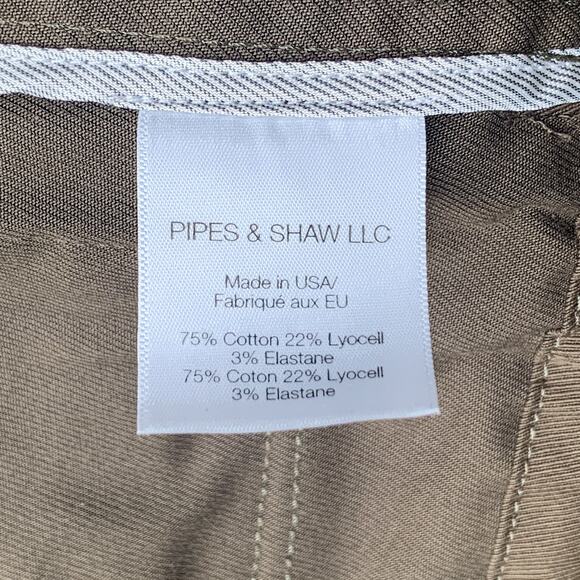 PIPES & SHAW LLC
Made in USA/
Fabriqué aux EU
75% Cotton 22% Lyocell
3% Elastane
75% Coton 22% Lyocell
3% Elastane